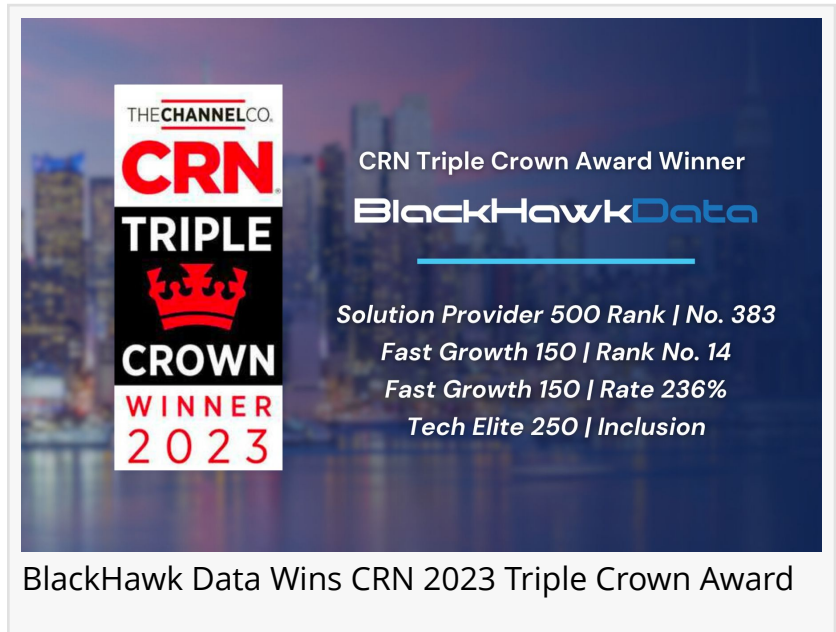 THE CHANNELCO.
CRN®
TRIPLE
CROWN
WINNER
2023
CRN Triple Crown Award Winner
BlackHawkData
Solution Provider 500 Rank | No. 383
Fast Growth 150 | Rank No. 14
Fast Growth 150 | Rate 236%
Tech Elite 250 | Inclusion
BlackHawk Data Wins CRN 2023 Triple Crown Award